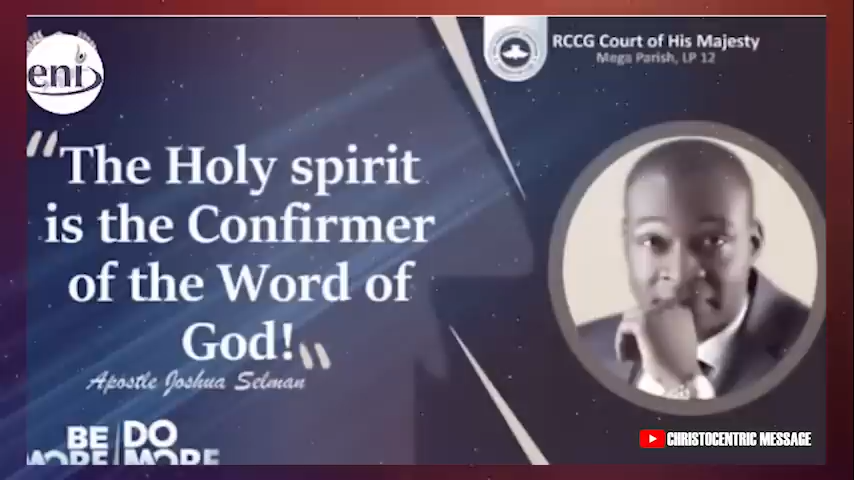 eni
RCCG Court of His Majesty
Mega Parish, LP 12
“The Holy spirit
is the Confirmer
of the Word of
God!”
Apostle Joshua Selman
BE DO
MORE MORE
CHRISTOCENTRIC MESSAGE